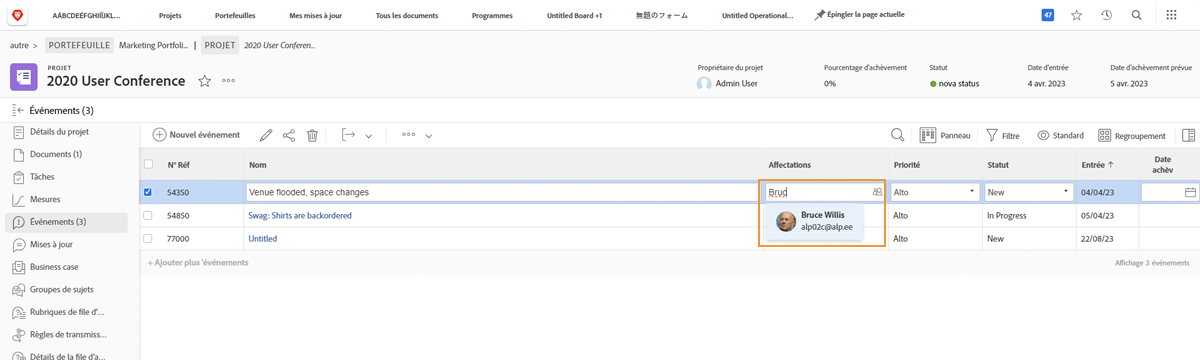 AÁBCDEÉFGHIÍÏJKL... Projets Portefeuilles Mes mises à jour Tous les documents Programmes Untitled Board +1 無題のフォーム Untitled Operational... Épingler la page actuelle 47
autre > PORTEFEUILLE Marketing Portfoli... | PROJET 2020 User Conferen...
PROJET
2020 User Conference
Propriétaire du projet
Admin User
Pourcentage d'achèvement
0%
Statut
nova status
Date d'entrée
4 avr. 2023
Date d'achèvement prévue
5 avr. 2023
Événements (3)
Détails du projet
Documents (1)
Tâches
Mesures
Événements (3)
Mises à jour
Business case
Groupes de sujets
Rubriques de file d'...
Règles de transmiss...
Détails de la file d'a...
Nouvel événement Panneau Filtre Standard Regroupement
N° Réf Nom Affectations Priorité Statut Entrée Date achèv
54350 Venue flooded, space changes Bruc Alto New 04/04/23
54850 Swag: Shirts are backordered Alto In Progress 05/04/23
77000 Untitled Alto New 22/08/23
Bruce Willis
alp02c@alp.ee
+ Ajouter plus 'événements Affichage 3 événements